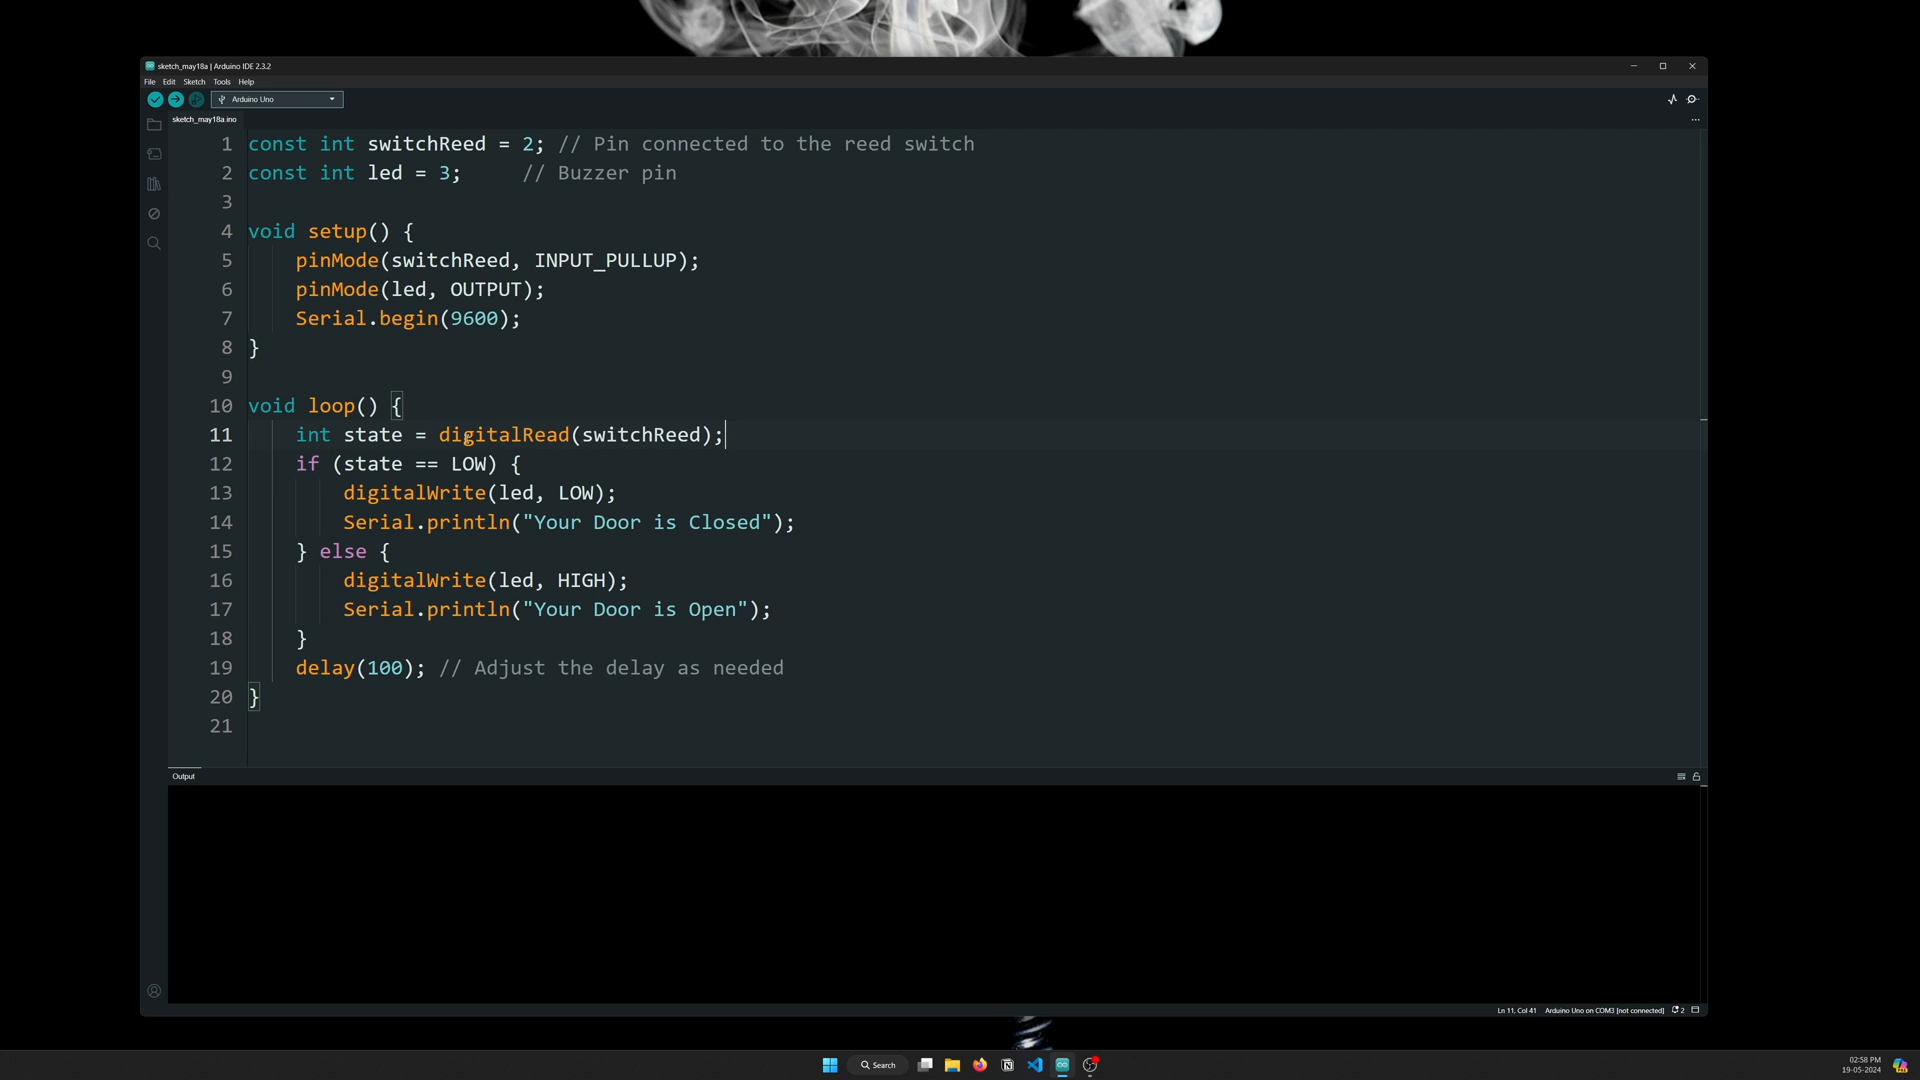 sketch_may18a | Arduino IDE 2.3.2
File Edit Sketch Tools Help
Arduino Uno
sketch_may18a.ino
1 const int switchReed = 2; // Pin connected to the reed switch
2 const int led = 3; // Buzzer pin
3
4 void setup() {
5 pinMode(switchReed, INPUT_PULLUP);
6 pinMode(led, OUTPUT);
7 Serial.begin(9600);
8 }
9
10 void loop() {
11 int state = digitalRead(switchReed);
12 if (state == LOW) {
13 digitalWrite(led, LOW);
14 Serial.println("Your Door is Closed");
15 } else {
16 digitalWrite(led, HIGH);
17 Serial.println("Your Door is Open");
18 }
19 delay(100); // Adjust the delay as needed
20 }
21
Output
Ln 11, Col 41 Arduino Uno on COM3 [not connected] 2
Search
02:58 PM
19-05-2024